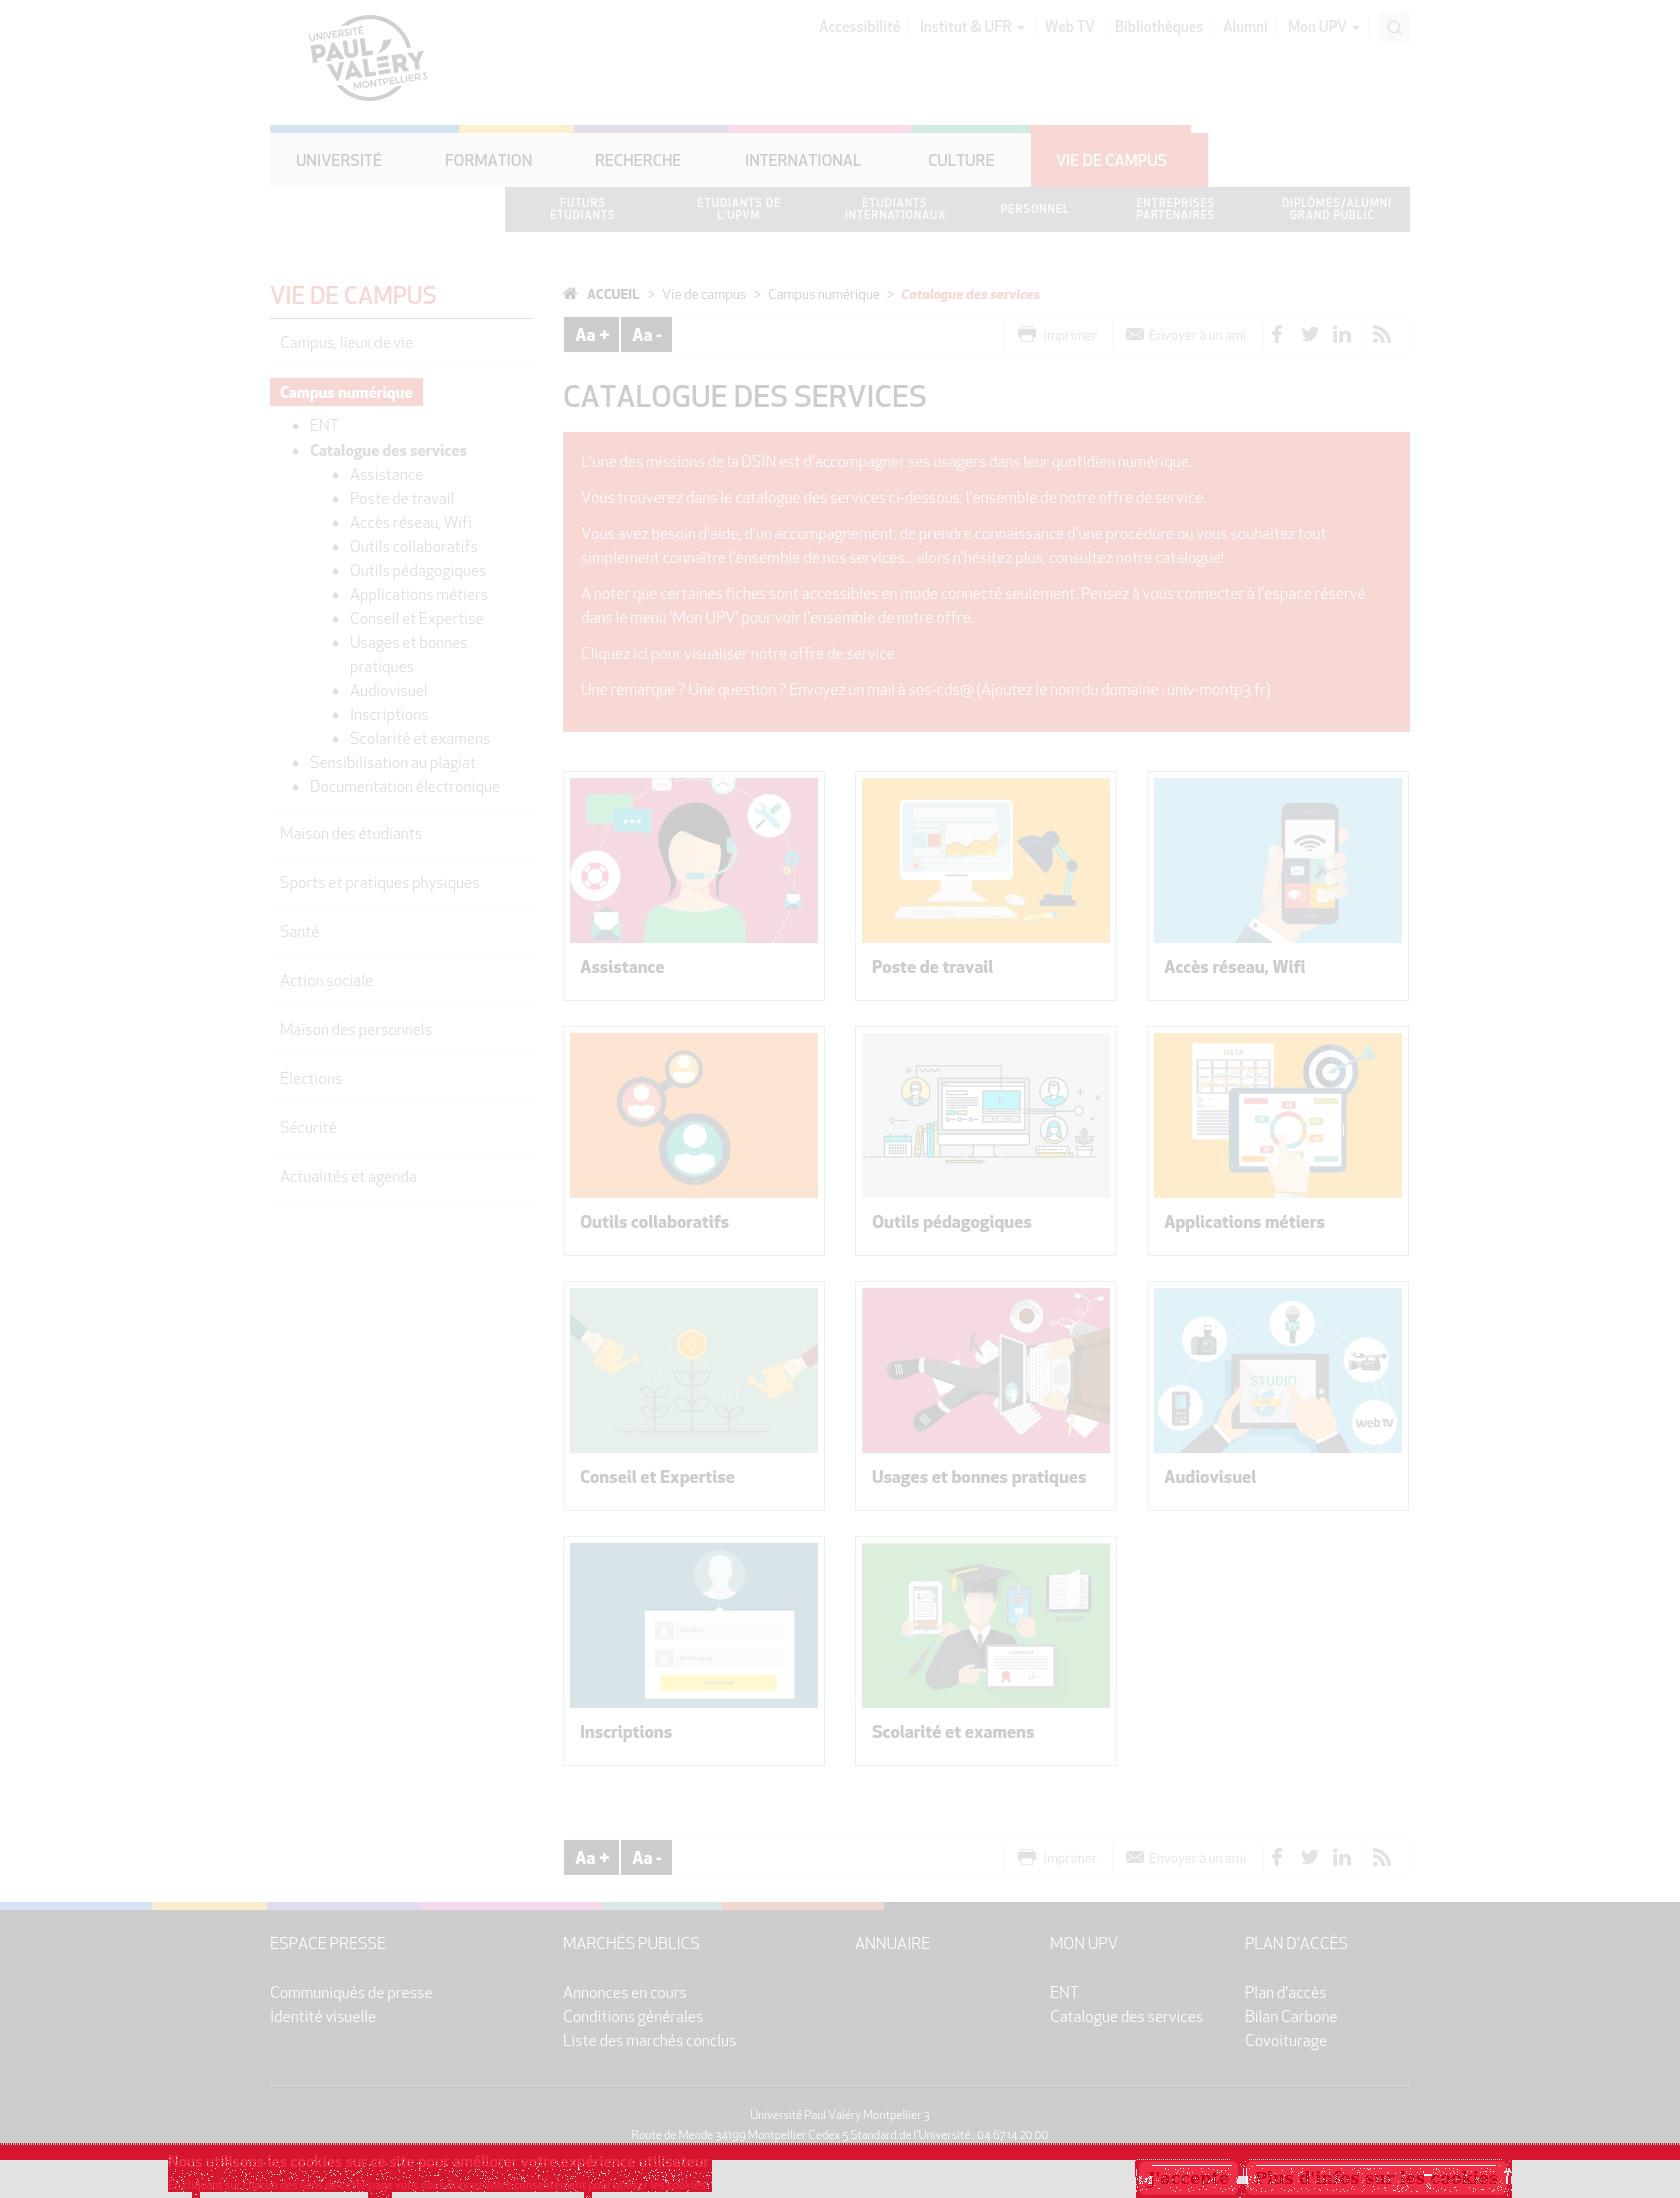 UNIVERSITÉ
PAUL
VALÉRY
MONTPELLIER 3
Accessibilité Institut & UFR Web TV Bibliothèques Alumni Mon UPV
UNIVERSITÉ FORMATION RECHERCHE INTERNATIONAL CULTURE VIE DE CAMPUS
FUTURS ÉTUDIANTS
ÉTUDIANTS DE L'UPVM
ÉTUDIANTS INTERNATIONAUX
PERSONNEL
ENTREPRISES PARTENAIRES
DIPLÔMÉS/ALUMNI GRAND PUBLIC
VIE DE CAMPUS
Campus, lieux de vie
Campus numérique
ENT
Catalogue des services
Assistance
Poste de travail
Accès réseau, Wifi
Outils collaboratifs
Outils pédagogiques
Applications métiers
Conseil et Expertise
Usages et bonnes
pratiques
Audiovisuel
Inscriptions
Scolarité et examens
Sensibilisation au plagiat
Documentation électronique
Maison des étudiants
Sports et pratiques physiques
Santé
Action sociale
Maison des personnels
Élections
Sécurité
Actualités et agenda
ACCUEIL > Vie de campus > Campus numérique > Catalogue des services
Aa + Aa - Imprimer Envoyer à un ami
CATALOGUE DES SERVICES
L'une des missions de la DSIN est d'accompagner ses usagers dans leur quotidien numérique.
Vous trouverez dans le catalogue des services ci-dessous, l'ensemble de notre offre de service.
Vous avez besoin d'aide, d'un accompagnement, de prendre connaissance d'une procédure ou vous souhaitez tout
simplement connaître l'ensemble de nos services... alors n'hésitez plus, consultez notre catalogue!
A noter que certaines fiches sont accessibles en mode connecté seulement. Pensez à vous connecter à l'espace réservé
dans le menu 'Mon UPV' pour voir l'ensemble de notre offre.
Cliquez ici pour visualiser notre offre de service
Une remarque ? Une question ? Envoyez un mail à sos-cds@ (Ajoutez le nom du domaine : univ-montp3.fr)
Assistance
Poste de travail
Accès réseau, Wifi
DATA
Outils collaboratifs
Outils pédagogiques
Applications métiers
TV
STUDIO
web TV
Conseil et Expertise
Usages et bonnes pratiques
Audiovisuel
DOSSIER
Inscriptions
Scolarité et examens
Aa + Aa - Imprimer Envoyer à un ami
ESPACE PRESSE
Communiqués de presse
Identité visuelle
MARCHÉS PUBLICS
Annonces en cours
Conditions générales
Liste des marchés conclus
ANNUAIRE
MON UPV
ENT
Catalogue des services
PLAN D'ACCÈS
Plan d'accès
Bilan Carbone
Covoiturage
Université Paul Valéry Montpellier 3
Route de Mende 34199 Montpellier Cedex 5 Standard de l'Université : 04 67 14 20 00
Nous utilisons les cookies sur ce site pour améliorer votre expérience utilisateur
J'accepte Plus d'infos sur les cookies